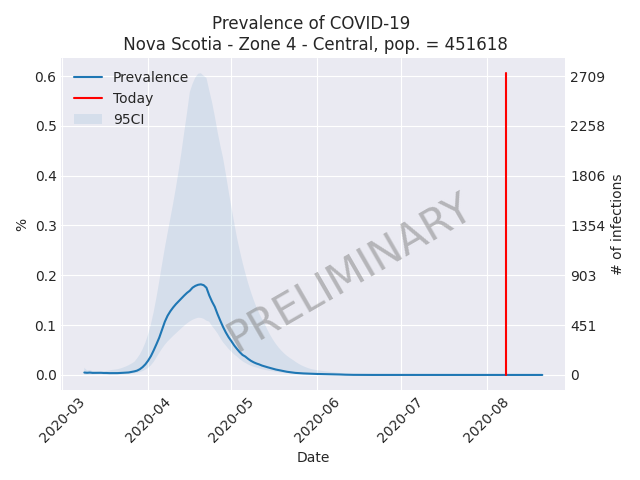 Prevalence of COVID-19
Nova Scotia - Zone 4 - Central, pop. = 451618
Prevalence
Today
95CI
PRELIMINARY
%
0.6
0.5
0.4
0.3
0.2
0.1
0.0
2709
2258
1806
1354
903
451
0
# of infections
2020-03
2020-04
2020-05
2020-06
2020-07
2020-08
Date